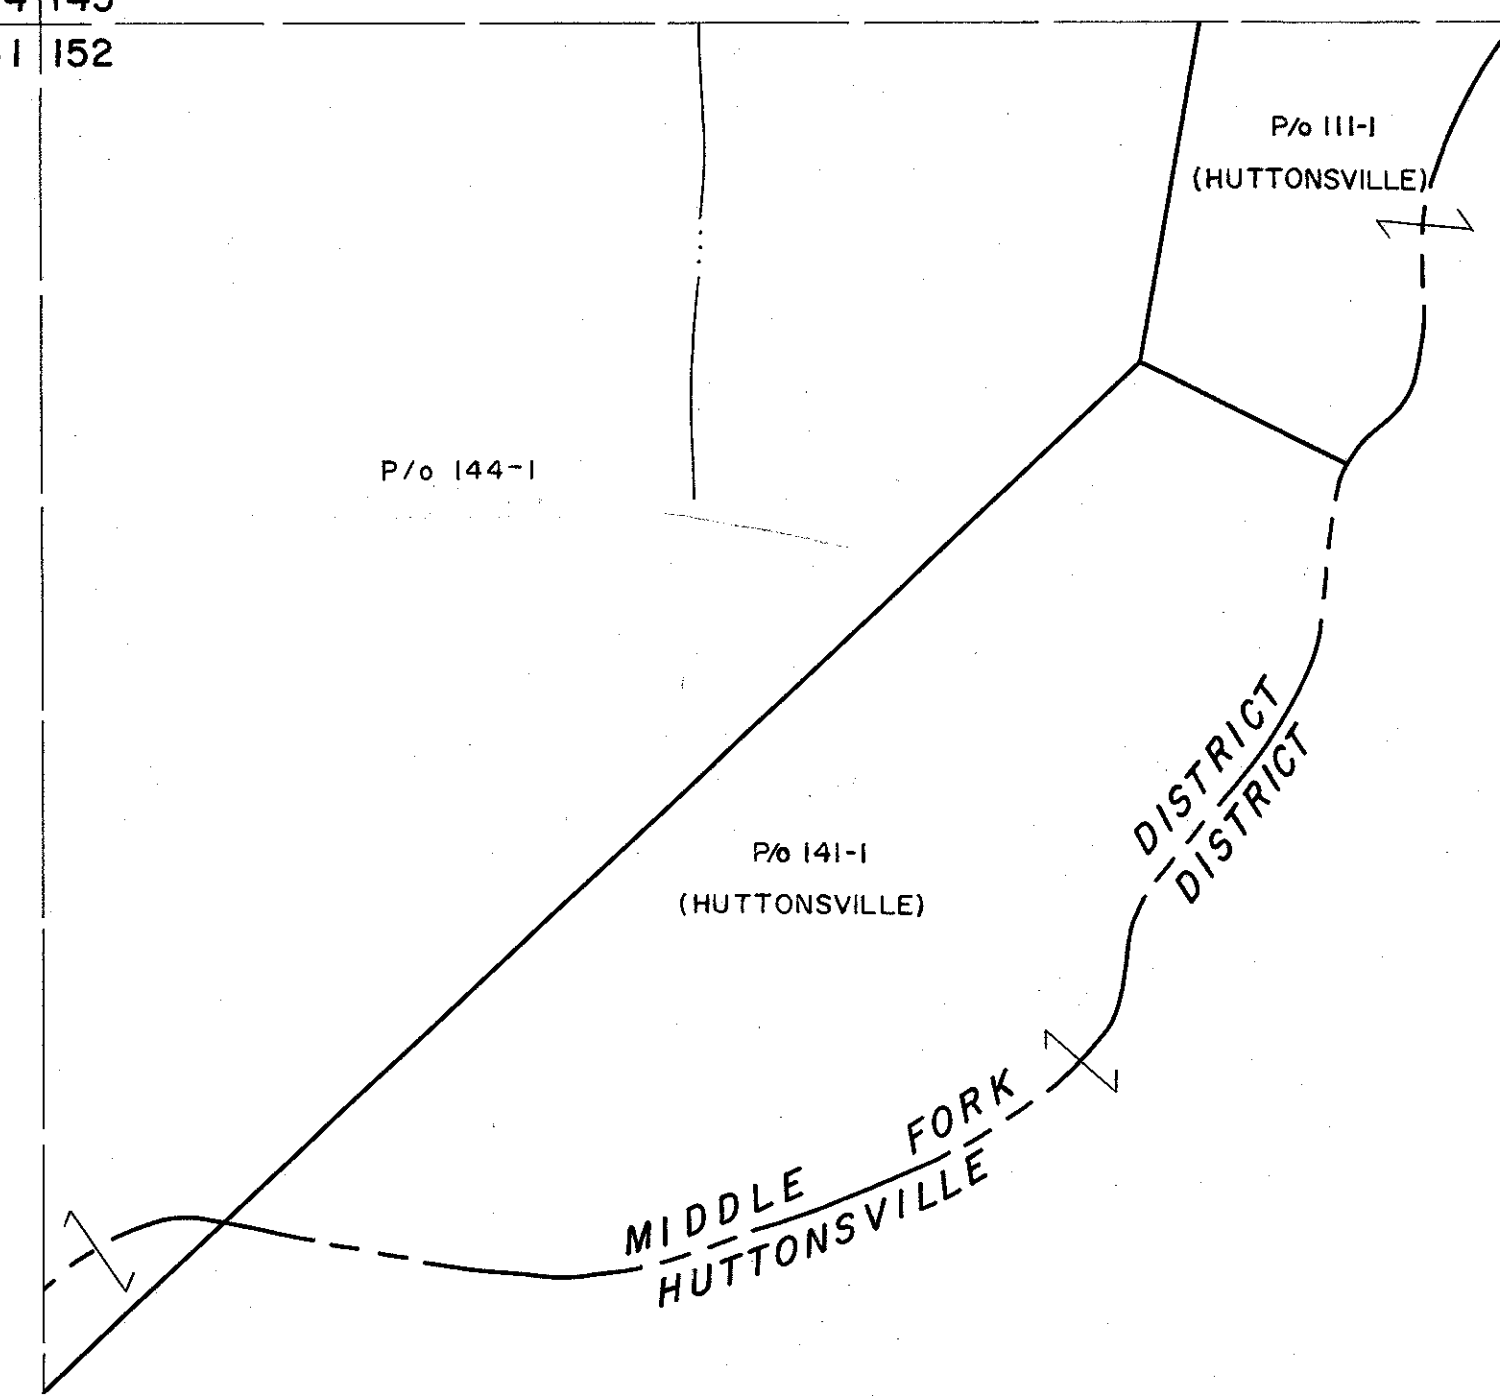 152
P/o 111-1
(HUTTONSVILLE)
P/o 144-1
P/o 141-1
(HUTTONSVILLE)
DISTRICT
DISTRICT
MIDDLE FORK
HUTTONSVILLE